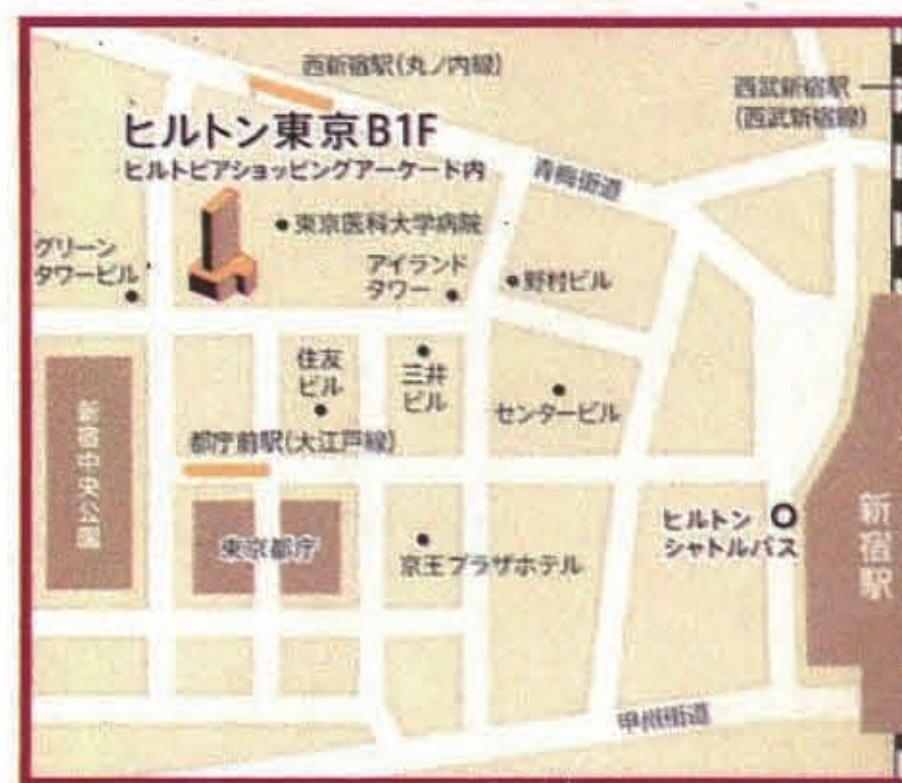 西新宿駅(丸ノ内線)
西武新宿駅
(西武新宿線)
ヒルトン東京B1F
ヒルトピアショッピングアーケード内
青梅街道
東京医科大学病院
グリーン
タワービル
アイランド
タワー
野村ビル
住友
ビル
三井
ビル
センタービル
都庁前駅(大江戸線)
新宿中央公園
東京都庁
京王プラザホテル
ヒルトン
シャトルバス
新宿駅
甲州街道